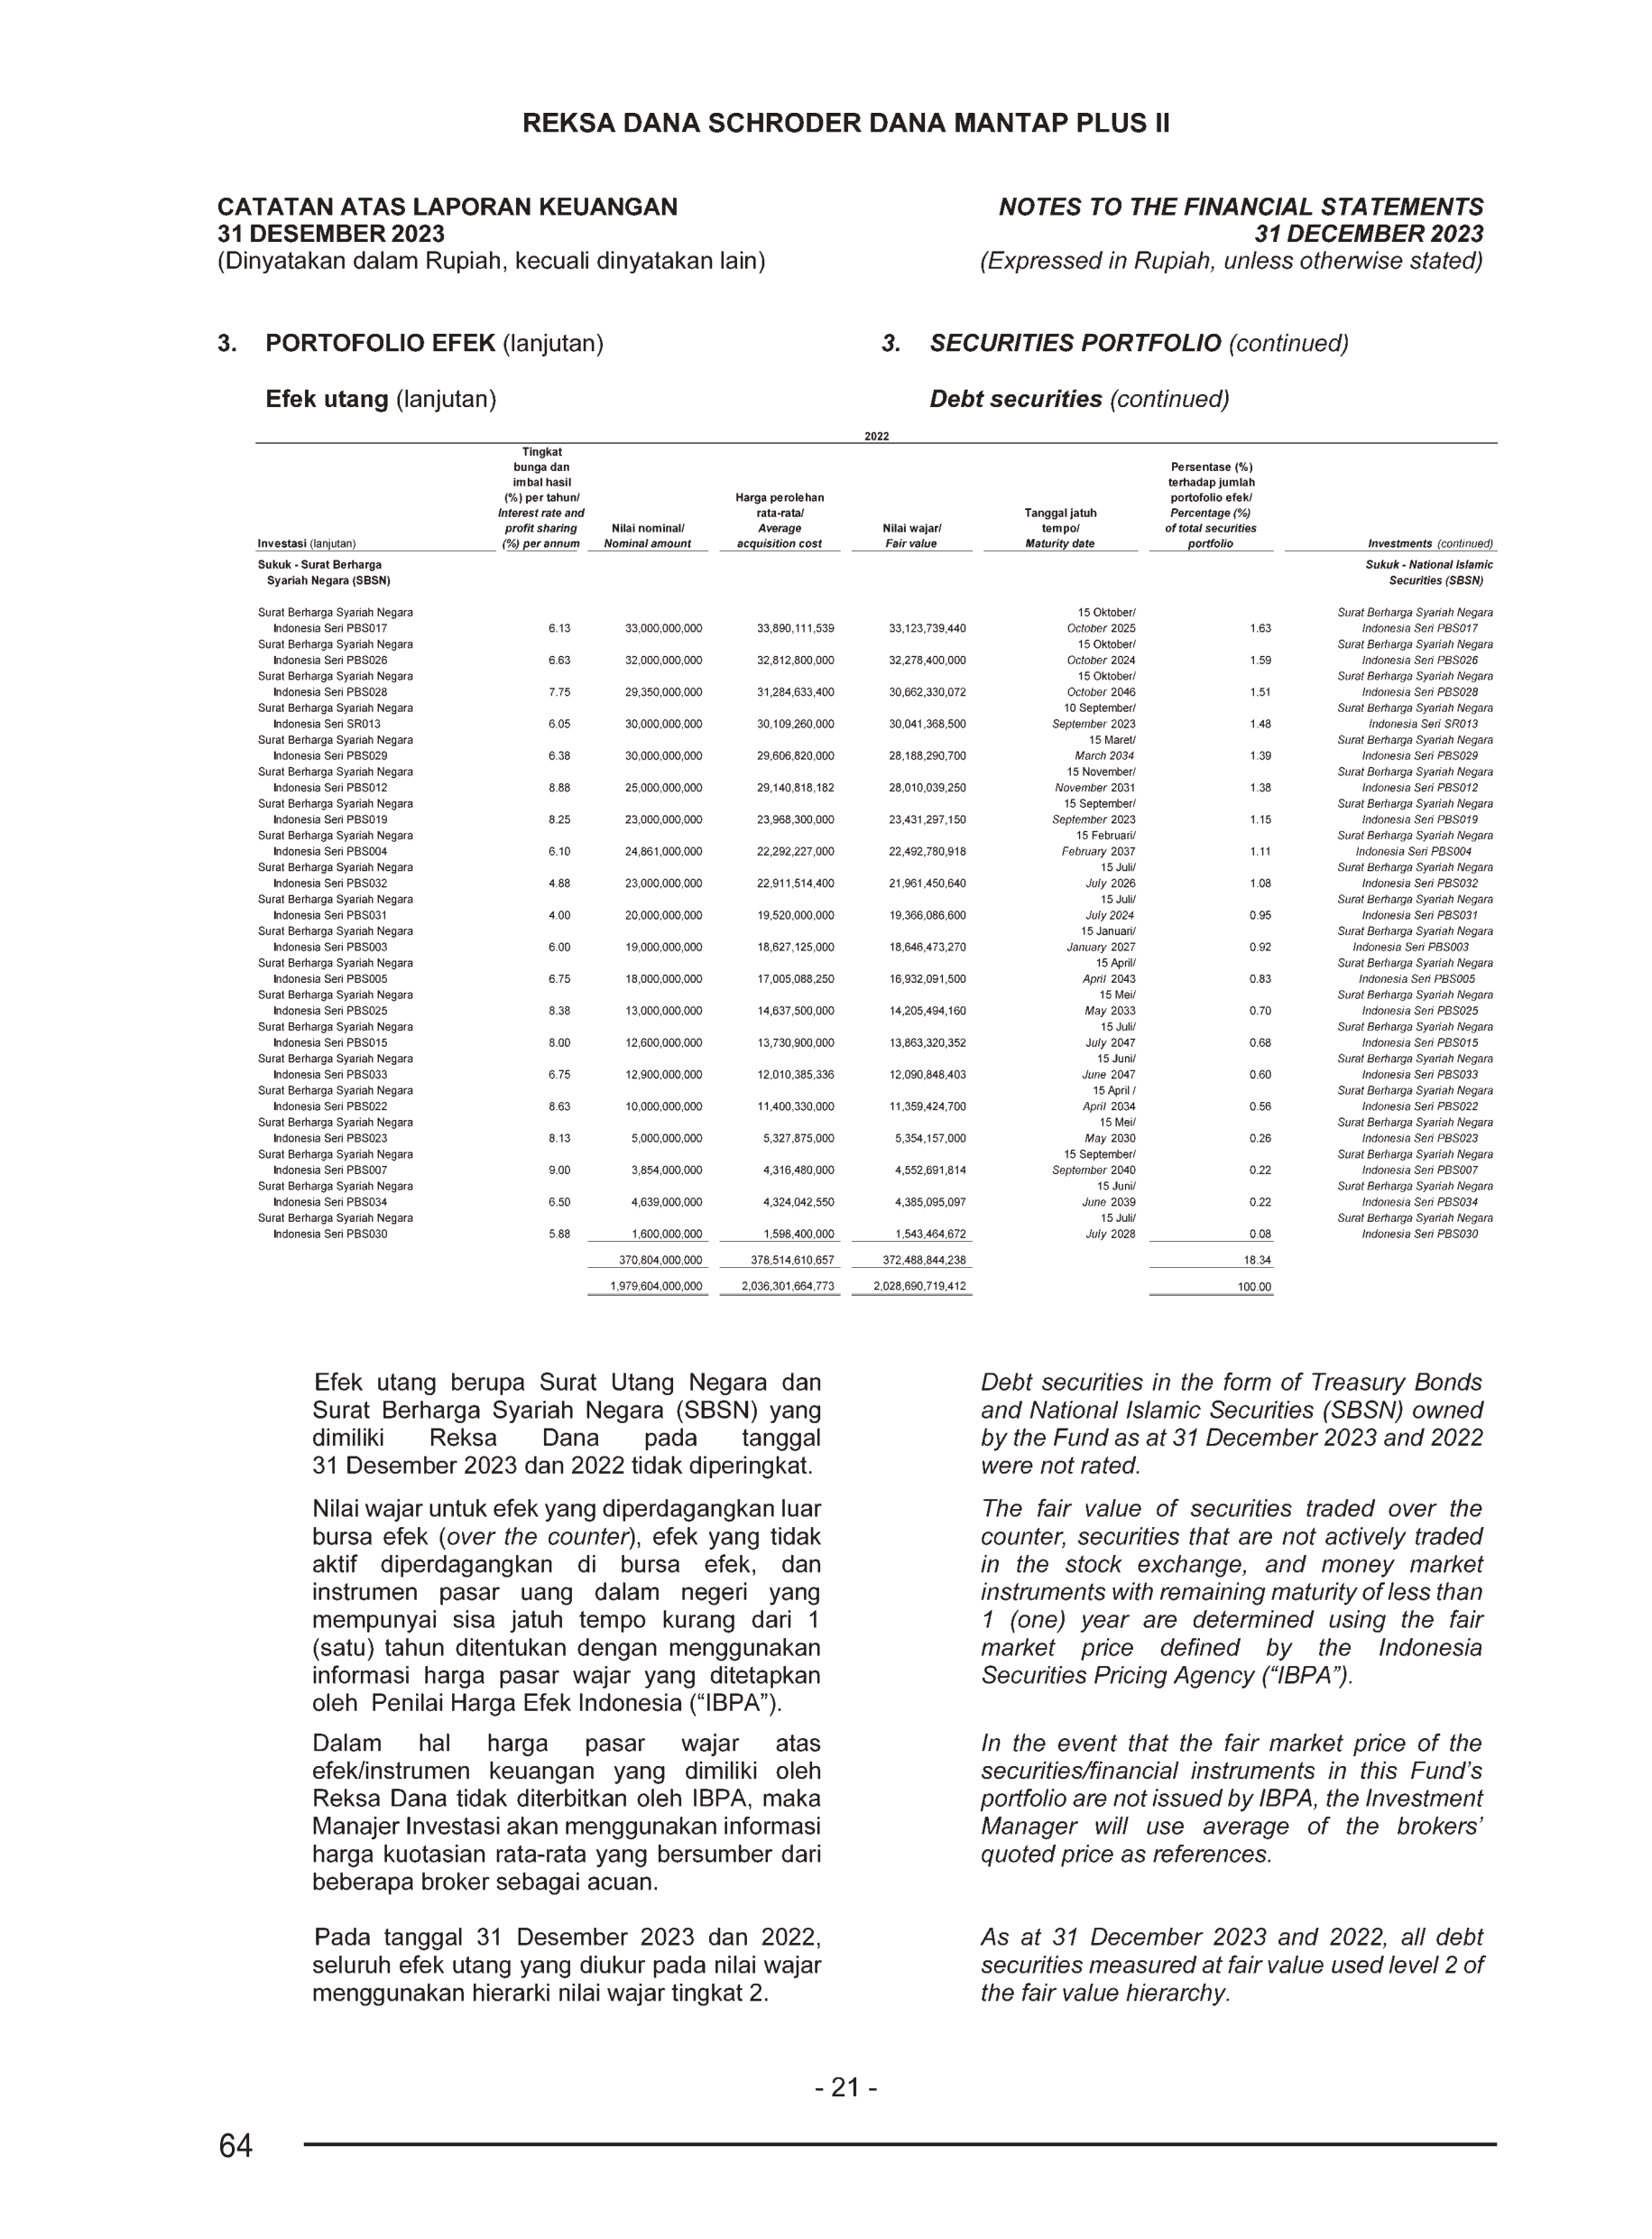 REKSA DANA SCHRODER DANA MANTAP PLUS II
CATATAN ATAS LAPORAN KEUANGAN
31 DESEMBER 2023
(Dinyatakan dalam Rupiah, kecuali dinyatakan lain)
NOTES TO THE FINANCIAL STATEMENTS
31 DECEMBER 2023
(Expressed in Rupiah, unless otherwise stated)
3. PORTOFOLIO EFEK (lanjutan)
3. SECURITIES PORTFOLIO (continued)
Efek utang (lanjutan)
Debt securities (continued)
2022
Tingkat
bunga dan
imbal hasil
(%) per tahun/
Interest rate and
profit sharing
(%) per annum
Nilai nominal/
Nominal amount
Harga perolehan
rata-rata/
Average
acquisition cost
Nilai wajar/
Fair value
Tanggal jatuh
tempo/
Maturity date
Persentase (%)
terhadap jumlah
portofolio efek/
Percentage (%)
of total securities
portfolio
Investasi (lanjutan)
Investments (continued)
Sukuk - Surat Berharga
Syariah Negara (SBSN)
Sukuk - National Islamic
Securities (SBSN)
Surat Berharga Syariah Negara 15 Oktober/ Surat Berharga Syariah Negara
Indonesia Seri PBS017 6.13 33,000,000,000 33,890,111,539 33,123,739,440 October 2025 1.63 Indonesia Seri PBS017
Surat Berharga Syariah Negara 15 Oktober/ Surat Berharga Syariah Negara
Indonesia Seri PBS026 6.63 32,000,000,000 32,812,800,000 32,278,400,000 October 2024 1.59 Indonesia Seri PBS026
Surat Berharga Syariah Negara 15 Oktober/ Surat Berharga Syariah Negara
Indonesia Seri PBS028 7.75 29,350,000,000 31,284,633,400 30,662,330,072 October 2046 1.51 Indonesia Seri PBS028
Surat Berharga Syariah Negara 10 September/ Surat Berharga Syariah Negara
Indonesia Seri SR013 6.05 30,000,000,000 30,109,260,000 30,041,368,500 September 2023 1.48 Indonesia Seri SR013
Surat Berharga Syariah Negara 15 Maret/ Surat Berharga Syariah Negara
Indonesia Seri PBS029 6.38 30,000,000,000 29,606,820,000 28,188,290,700 March 2034 1.39 Indonesia Seri PBS029
Surat Berharga Syariah Negara 15 November/ Surat Berharga Syariah Negara
Indonesia Seri PBS012 8.88 25,000,000,000 29,140,818,182 28,010,039,250 November 2031 1.38 Indonesia Seri PBS012
Surat Berharga Syariah Negara 15 September/ Surat Berharga Syariah Negara
Indonesia Seri PBS019 8.25 23,000,000,000 23,968,300,000 23,431,297,150 September 2023 1.15 Indonesia Seri PBS019
Surat Berharga Syariah Negara 15 Februari/ Surat Berharga Syariah Negara
Indonesia Seri PBS004 6.10 24,861,000,000 22,292,227,000 22,492,780,918 February 2037 1.11 Indonesia Seri PBS004
Surat Berharga Syariah Negara 15 Juli/ Surat Berharga Syariah Negara
Indonesia Seri PBS032 4.88 23,000,000,000 22,911,514,400 21,961,450,640 July 2026 1.08 Indonesia Seri PBS032
Surat Berharga Syariah Negara 15 Juli/ Surat Berharga Syariah Negara
Indonesia Seri PBS031 4.00 20,000,000,000 19,520,000,000 19,366,086,600 July 2024 0.95 Indonesia Seri PBS031
Surat Berharga Syariah Negara 15 Januari/ Surat Berharga Syariah Negara
Indonesia Seri PBS003 6.00 19,000,000,000 18,627,125,000 18,646,473,270 January 2027 0.92 Indonesia Seri PBS003
Surat Berharga Syariah Negara 15 April/ Surat Berharga Syariah Negara
Indonesia Seri PBS005 6.75 18,000,000,000 17,005,088,250 16,932,091,500 April 2043 0.83 Indonesia Seri PBS005
Surat Berharga Syariah Negara 15 Mei/ Surat Berharga Syariah Negara
Indonesia Seri PBS025 8.38 13,000,000,000 14,637,500,000 14,205,494,160 May 2033 0.70 Indonesia Seri PBS025
Surat Berharga Syariah Negara 15 Juli/ Surat Berharga Syariah Negara
Indonesia Seri PBS015 8.00 12,600,000,000 13,730,900,000 13,863,320,352 July 2047 0.68 Indonesia Seri PBS015
Surat Berharga Syariah Negara 15 Juni/ Surat Berharga Syariah Negara
Indonesia Seri PBS033 6.75 12,900,000,000 12,010,385,336 12,090,848,403 June 2047 0.60 Indonesia Seri PBS033
Surat Berharga Syariah Negara 15 April / Surat Berharga Syariah Negara
Indonesia Seri PBS022 8.63 10,000,000,000 11,400,330,000 11,359,424,700 April 2034 0.56 Indonesia Seri PBS022
Surat Berharga Syariah Negara 15 Mei/ Surat Berharga Syariah Negara
Indonesia Seri PBS023 8.13 5,000,000,000 5,327,875,000 5,354,157,000 May 2030 0.26 Indonesia Seri PBS023
Surat Berharga Syariah Negara 15 September/ Surat Berharga Syariah Negara
Indonesia Seri PBS007 9.00 3,854,000,000 4,316,480,000 4,552,691,814 September 2040 0.22 Indonesia Seri PBS007
Surat Berharga Syariah Negara 15 Juni/ Surat Berharga Syariah Negara
Indonesia Seri PBS034 6.50 4,639,000,000 4,324,042,550 4,385,095,097 June 2039 0.22 Indonesia Seri PBS034
Surat Berharga Syariah Negara 15 Juli/ Surat Berharga Syariah Negara
Indonesia Seri PBS030 5.88 1,600,000,000 1,598,400,000 1,543,464,672 July 2028 0.08 Indonesia Seri PBS030
370,804,000,000 378,514,610,657 372,488,844,238 18.34
1,979,604,000,000 2,036,301,664,773 2,028,690,719,412 100.00
Efek utang berupa Surat Utang Negara dan
Surat Berharga Syariah Negara (SBSN) yang
dimiliki Reksa Dana pada tanggal
31 Desember 2023 dan 2022 tidak diperingkat.
Debt securities in the form of Treasury Bonds
and National Islamic Securities (SBSN) owned
by the Fund as at 31 December 2023 and 2022
were not rated.
Nilai wajar untuk efek yang diperdagangkan luar
bursa efek (over the counter), efek yang tidak
aktif diperdagangkan di bursa efek, dan
instrumen pasar uang dalam negeri yang
mempunyai sisa jatuh tempo kurang dari 1
(satu) tahun ditentukan dengan menggunakan
informasi harga pasar wajar yang ditetapkan
oleh Penilai Harga Efek Indonesia (“IBPA”).
The fair value of securities traded over the
counter, securities that are not actively traded
in the stock exchange, and money market
instruments with remaining maturity of less than
1 (one) year are determined using the fair
market price defined by the Indonesia
Securities Pricing Agency (“IBPA”).
Dalam hal harga pasar wajar atas
efek/instrumen keuangan yang dimiliki oleh
Reksa Dana tidak diterbitkan oleh IBPA, maka
Manajer Investasi akan menggunakan informasi
harga kuotasian rata-rata yang bersumber dari
beberapa broker sebagai acuan.
In the event that the fair market price of the
securities/financial instruments in this Fund’s
portfolio are not issued by IBPA, the Investment
Manager will use average of the brokers’
quoted price as references.
Pada tanggal 31 Desember 2023 dan 2022,
seluruh efek utang yang diukur pada nilai wajar
menggunakan hierarki nilai wajar tingkat 2.
As at 31 December 2023 and 2022, all debt
securities measured at fair value used level 2 of
the fair value hierarchy.
- 21 -
64